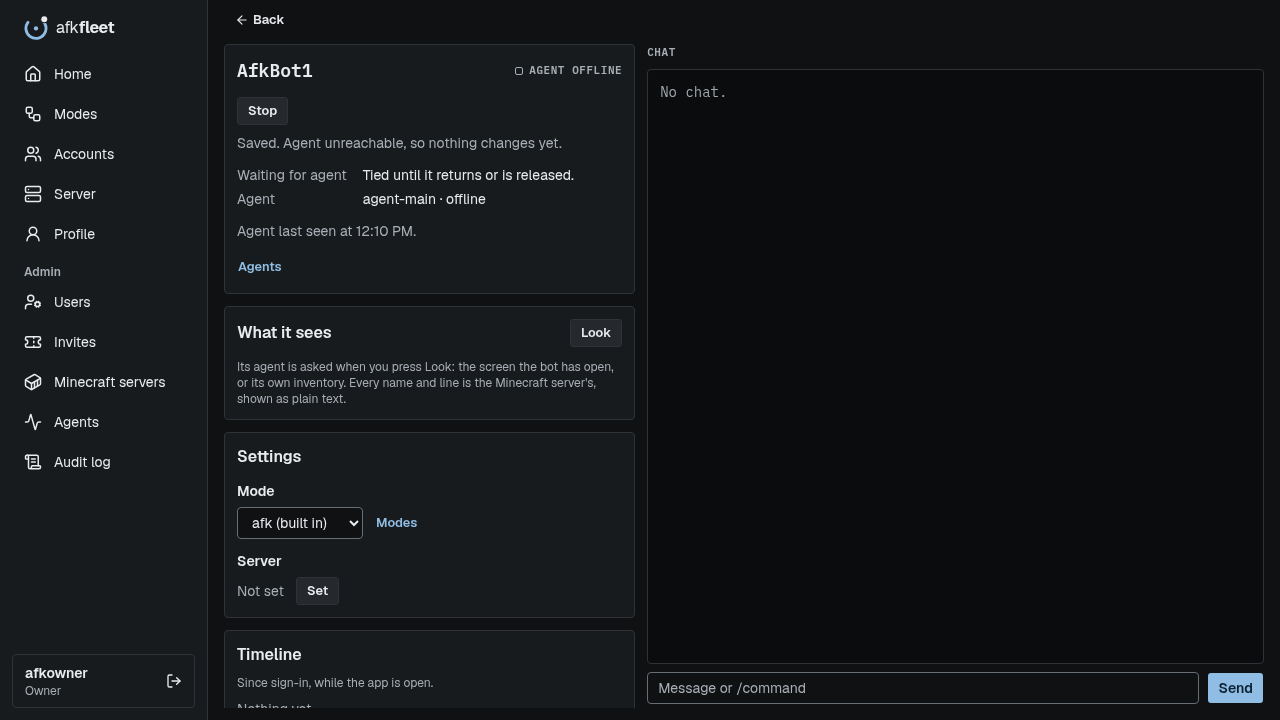 afkfleet
Home
Modes
Accounts
Server
Profile
Admin
Users
Invites
Minecraft servers
Agents
Audit log
afkowner
Owner
Back
AfkBot1
AGENT OFFLINE
Stop
Saved. Agent unreachable, so nothing changes yet.
Waiting for agent Tied until it returns or is released.
Agent agent-main · offline
Agent last seen at 12:10 PM.
Agents
What it sees
Look
Its agent is asked when you press Look: the screen the bot has open,
or its own inventory. Every name and line is the Minecraft server's,
shown as plain text.
Settings
Mode
afk (built in) Modes
Server
Not set Set
Timeline
Since sign-in, while the app is open.
Nothing yet
CHAT
No chat.
Message or /command
Send